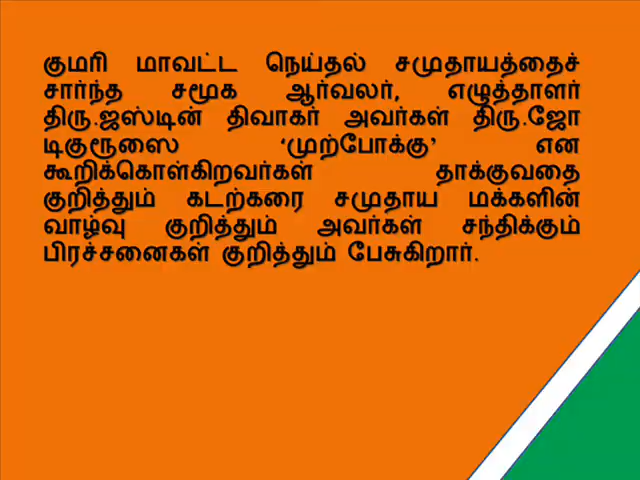 குமரி மாவட்ட நெய்தல் சமுதாயத்தைச்
சார்ந்த சமூக ஆர்வலர், எழுத்தாளர்
திரு.ஜஸ்டின் திவாகர் அவர்கள் திரு.ஜோ
டிகுரூஸை ‘முற்போக்கு’ என
கூறிக்கொள்கிறவர்கள் தாக்குவதை
குறித்தும் கடற்கரை சமுதாய மக்களின்
வாழ்வு குறித்தும் அவர்கள் சந்திக்கும்
பிரச்சனைகள் குறித்தும் பேசுகிறார்.